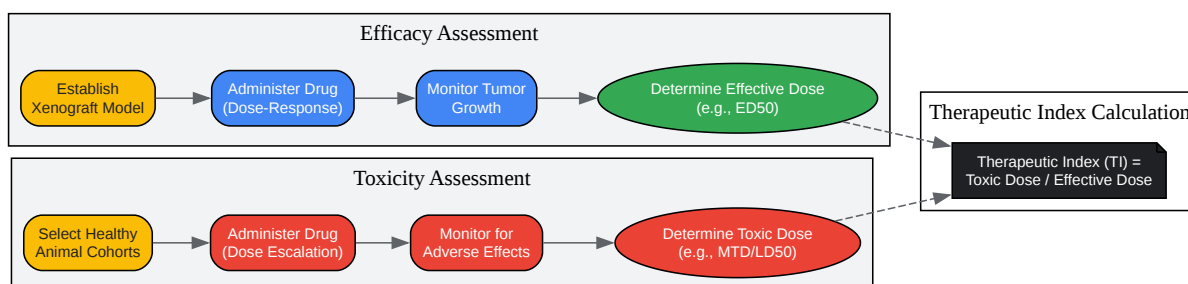 Efficacy Assessment
Establish
Xenograft Model
Administer Drug
(Dose-Response)
Monitor Tumor
Growth
Determine Effective Dose
(e.g., ED50)
Toxicity Assessment
Select Healthy
Animal Cohorts
Administer Drug
(Dose Escalation)
Monitor for
Adverse Effects
Determine Toxic Dose
(e.g., MTD/LD50)
Therapeutic Index Calculation
Therapeutic Index (TI) =
Toxic Dose / Effective Dose